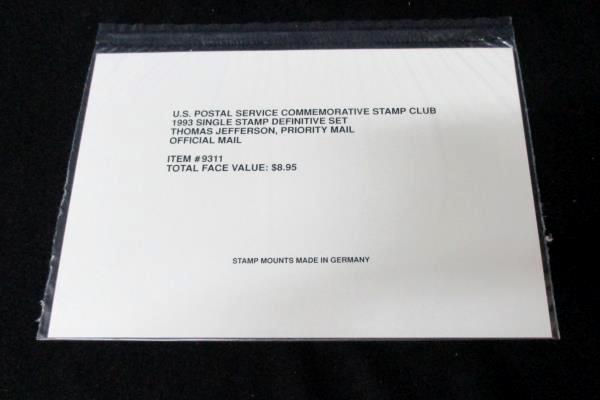 U.S. POSTAL SERVICE COMMEMORATIVE STAMP CLUB
1993 SINGLE STAMP DEFINITIVE SET
THOMAS JEFFERSON, PRIORITY MAIL
OFFICIAL MAIL
ITEM #9311
TOTAL FACE VALUE: $8.95
STAMP MOUNTS MADE IN GERMANY